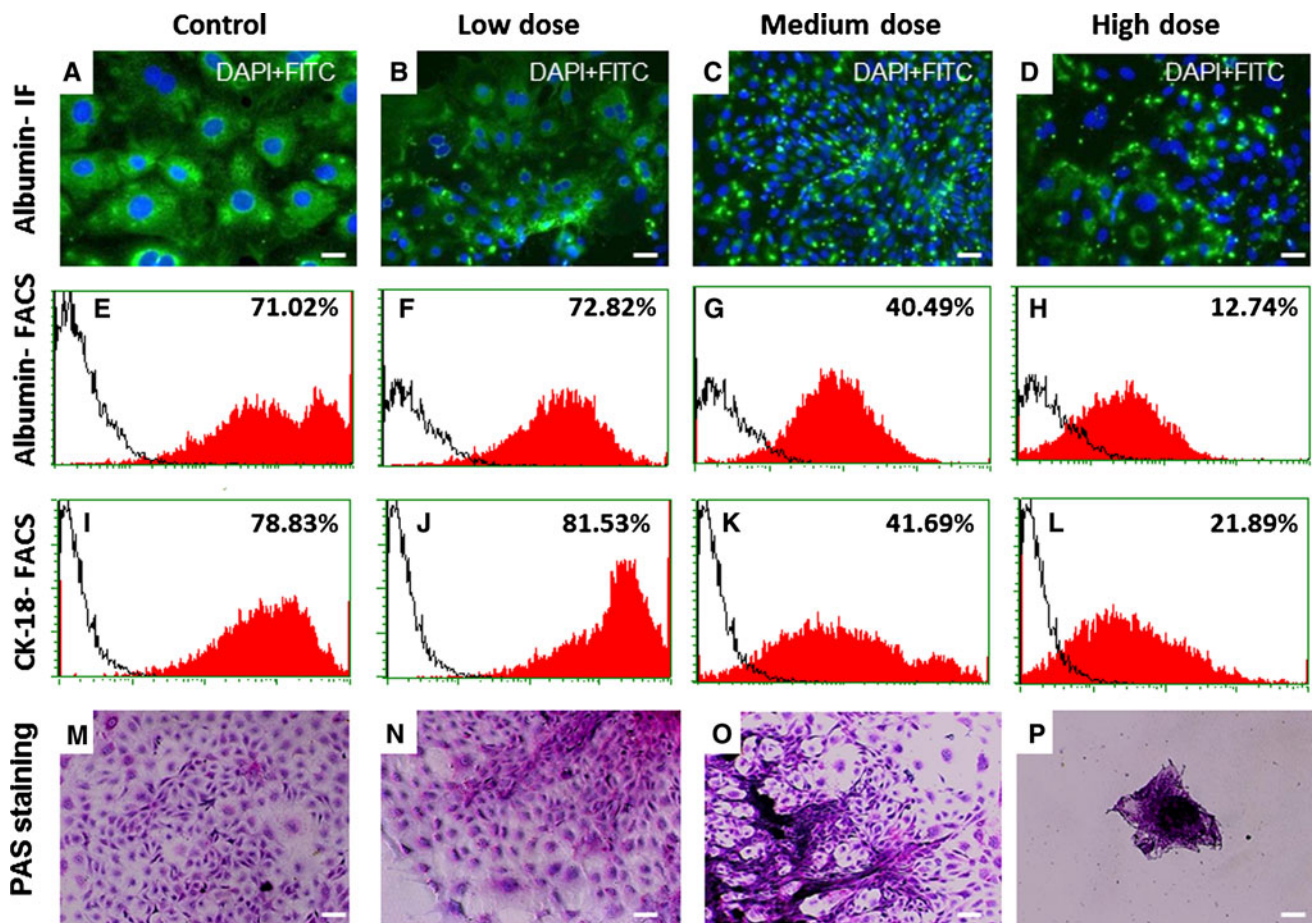 Control Low dose Medium dose High dose
Albumin- IF
A DAPI+FITC
B DAPI+FITC
C DAPI+FITC
D DAPI+FITC
Albumin- FACS
E 71.02%
F 72.82%
G 40.49%
H 12.74%
CK-18- FACS
I 78.83%
J 81.53%
K 41.69%
L 21.89%
PAS staining
M
N
O
P